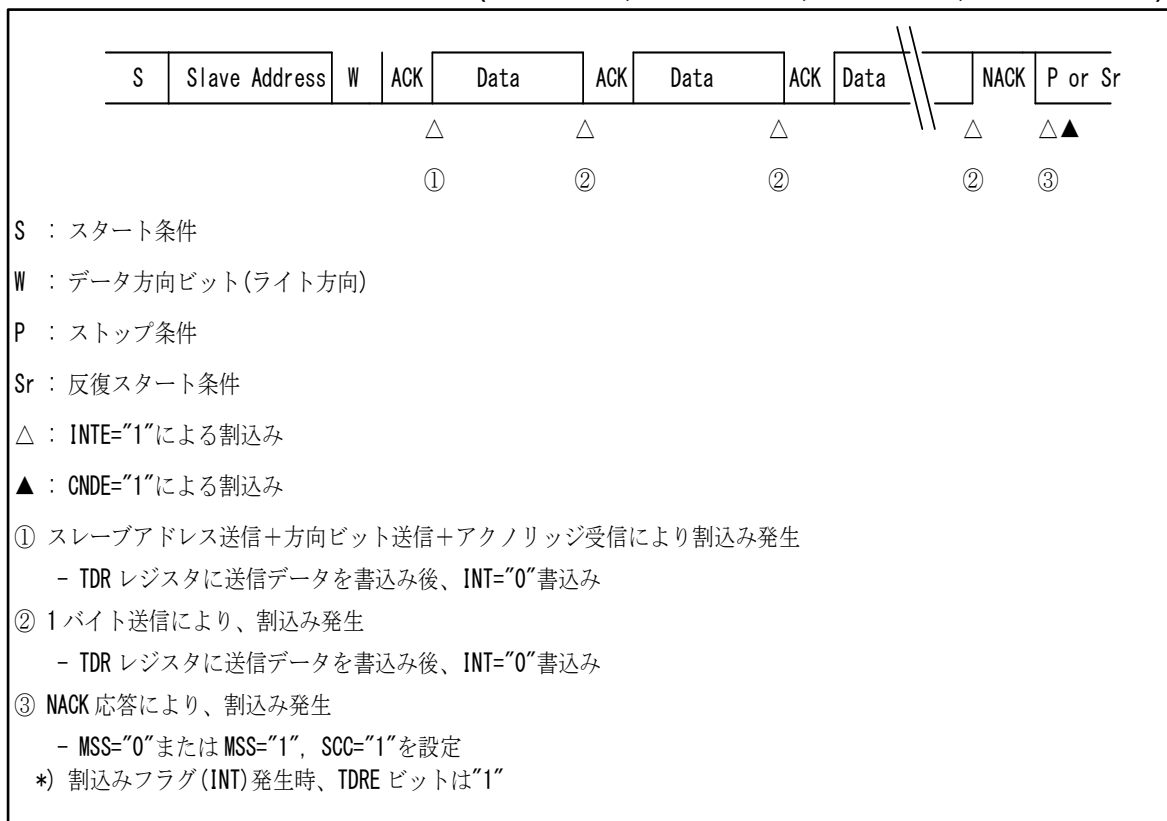 S Slave Address W ACK Data ACK Data ACK Data NACK P or Sr
△ △ △ △ △▲
① ② ② ② ③
S : スタート条件
W : データ方向ビット(ライト方向)
P : ストップ条件
Sr : 反復スタート条件
△ : INTE="1"による割込み
▲ : CNDE="1"による割込み
① スレーブアドレス送信＋方向ビット送信＋アクノリッジ受信により割込み発生
- TDR レジスタに送信データを書込み後、INT="0"書込み
② 1 バイト送信により、割込み発生
- TDR レジスタに送信データを書込み後、INT="0"書込み
③ NACK 応答により、割込み発生
- MSS="0"または MSS="1", SCC="1"を設定
*) 割込みフラグ(INT)発生時、TDRE ビットは"1"